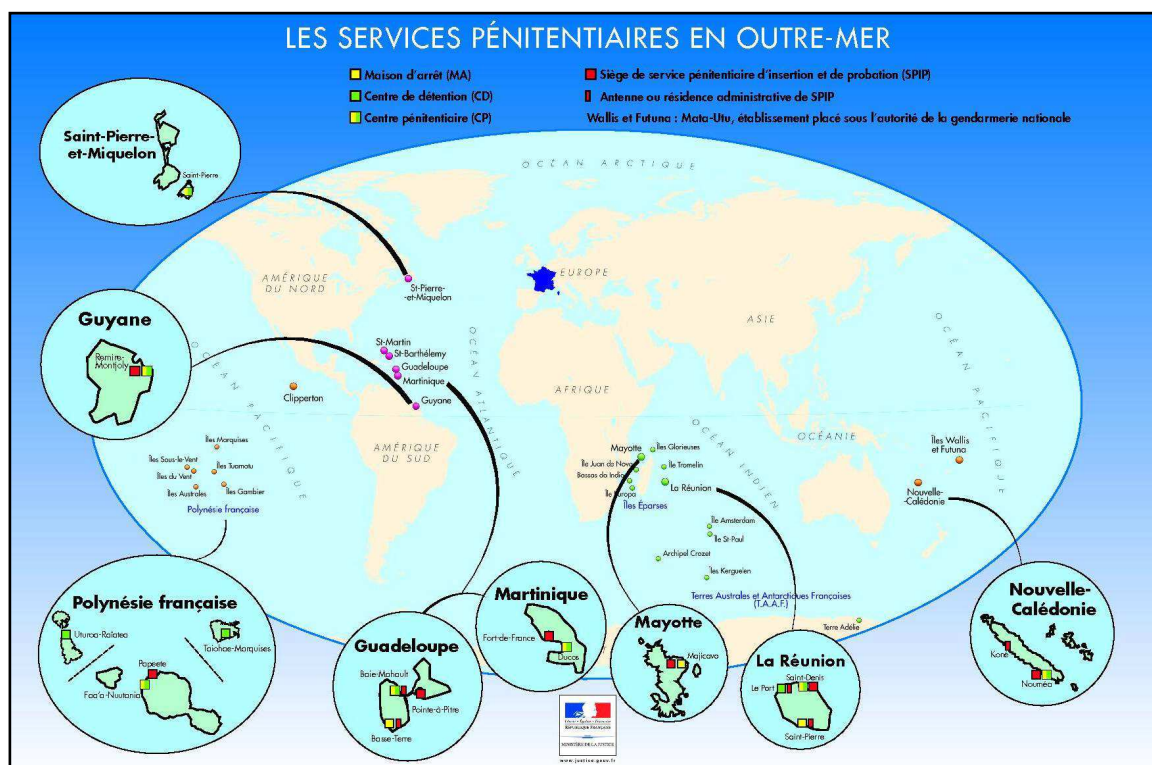 LES SERVICES PÉNITENTIAIRES EN OUTRE-MER
Maison d'arrêt (MA)
Centre de détention (CD)
Centre pénitentiaire (CP)
Siège de service pénitentiaire d'insertion et de probation (SPIP)
Antenne ou résidence administrative de SPIP
Wallis et Futuna : Mata-Utu, établissement placé sous l'autorité de la gendarmerie nationale
Saint-Pierre-
et-Miquelon
Saint-Pierre
OCÉAN ARCTIQUE
AMÉRIQUE
DU NORD
EUROPE
ASIE
St-Pierre-
-et-Miquelon
Guyane
Remire-
Montjoly
OCÉAN PACIFIQUE
OCÉAN ATLANTIQUE
St-Martin
St-Barthélemy
Guadeloupe
Martinique
Guyane
Clipperton
AFRIQUE
AMÉRIQUE
DU SUD
OCÉAN INDIEN
OCÉANIE
OCÉAN PACIFIQUE
Îles Marquises
Îles Sous-le-Vent
Îles du Vent
Îles Tuamotu
Îles Australes
Îles Gambier
Polynésie française
Mayotte
Îles Glorieuses
Île Juan de Nova
Île Tromelin
Bassas da India
Île Europa
La Réunion
Îles Éparses
Île Amsterdam
Île St-Paul
Archipel Crozet
Îles Kerguelen
Terres Australes et Antarctiques Françaises
(T.A.A.F.)
Terre Adélie
Îles Wallis
et Futuna
Nouvelle-
Calédonie
Polynésie française
Uturoa-Raiatea
Taiohae-Marquises
Papeete
Faa'a-Nuutania
Guadeloupe
Baie-Mahault
Pointe-à-Pitre
Basse-Terre
Martinique
Fort-de-France
Ducos
Mayotte
Majicavo
La Réunion
Saint-Denis
Le Port
Saint-Pierre
Nouvelle-
Calédonie
Koné
Nouméa
Liberté • Égalité • Fraternité
RÉPUBLIQUE FRANÇAISE
MINISTÈRE DE LA JUSTICE
www.justice.gouv.fr